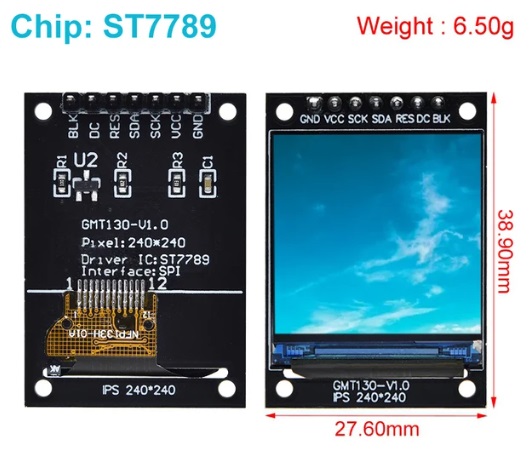 Chip: ST7789
Weight : 6.50g
BLK DC RES SDA SCK VCC GND
R1 U2 R2 R3 C1
GMT130-V1.0
Pixel:240*240
Driver IC:ST7789
Interface:SPI
1 12
NFP133H-01A
IPS 240*240
GND VCC SCK SDA RES DC BLK
GMT130-V1.0
IPS 240*240
38.90mm
27.60mm